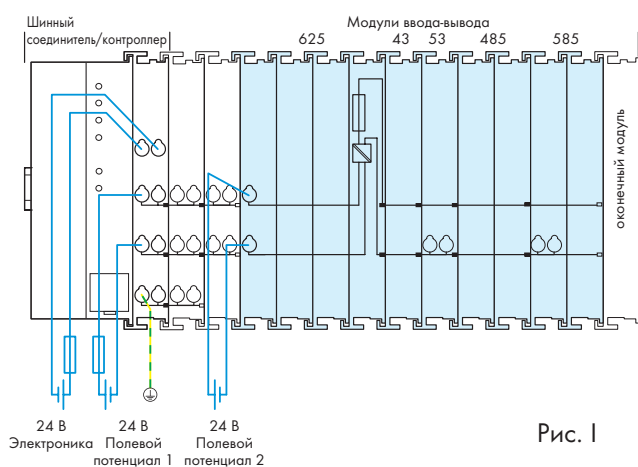 Шинный
соединитель/контроллер
Модули ввода-вывода
625 43 53 485 585
оконечный модуль
24 В
Электроника
24 В
Полевой
потенциал 1
24 В
Полевой
потенциал 2
Рис. I